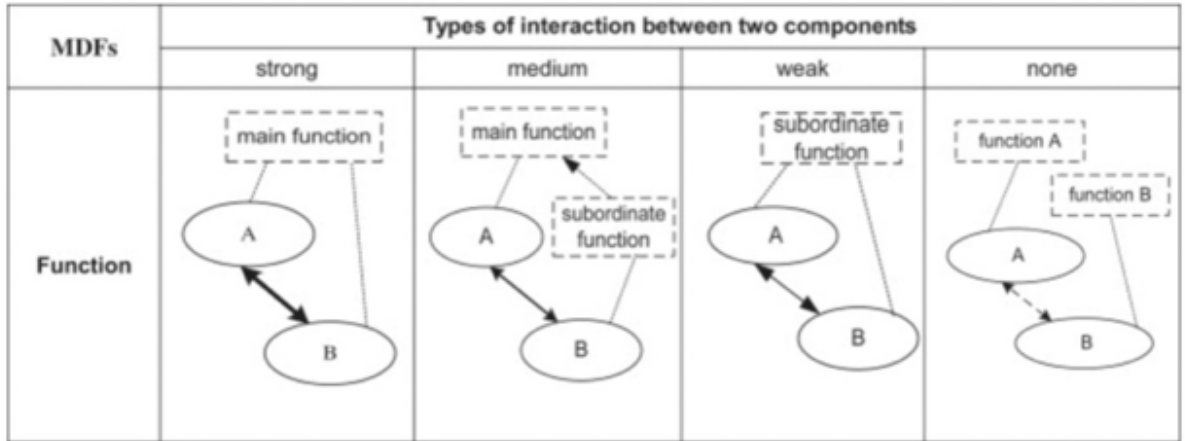 MDFs
Types of interaction between two components
strong
medium
weak
none
Function
main function
A
B
main function
subordinate
function
A
B
subordinate
function
A
B
function A
function B
A
B